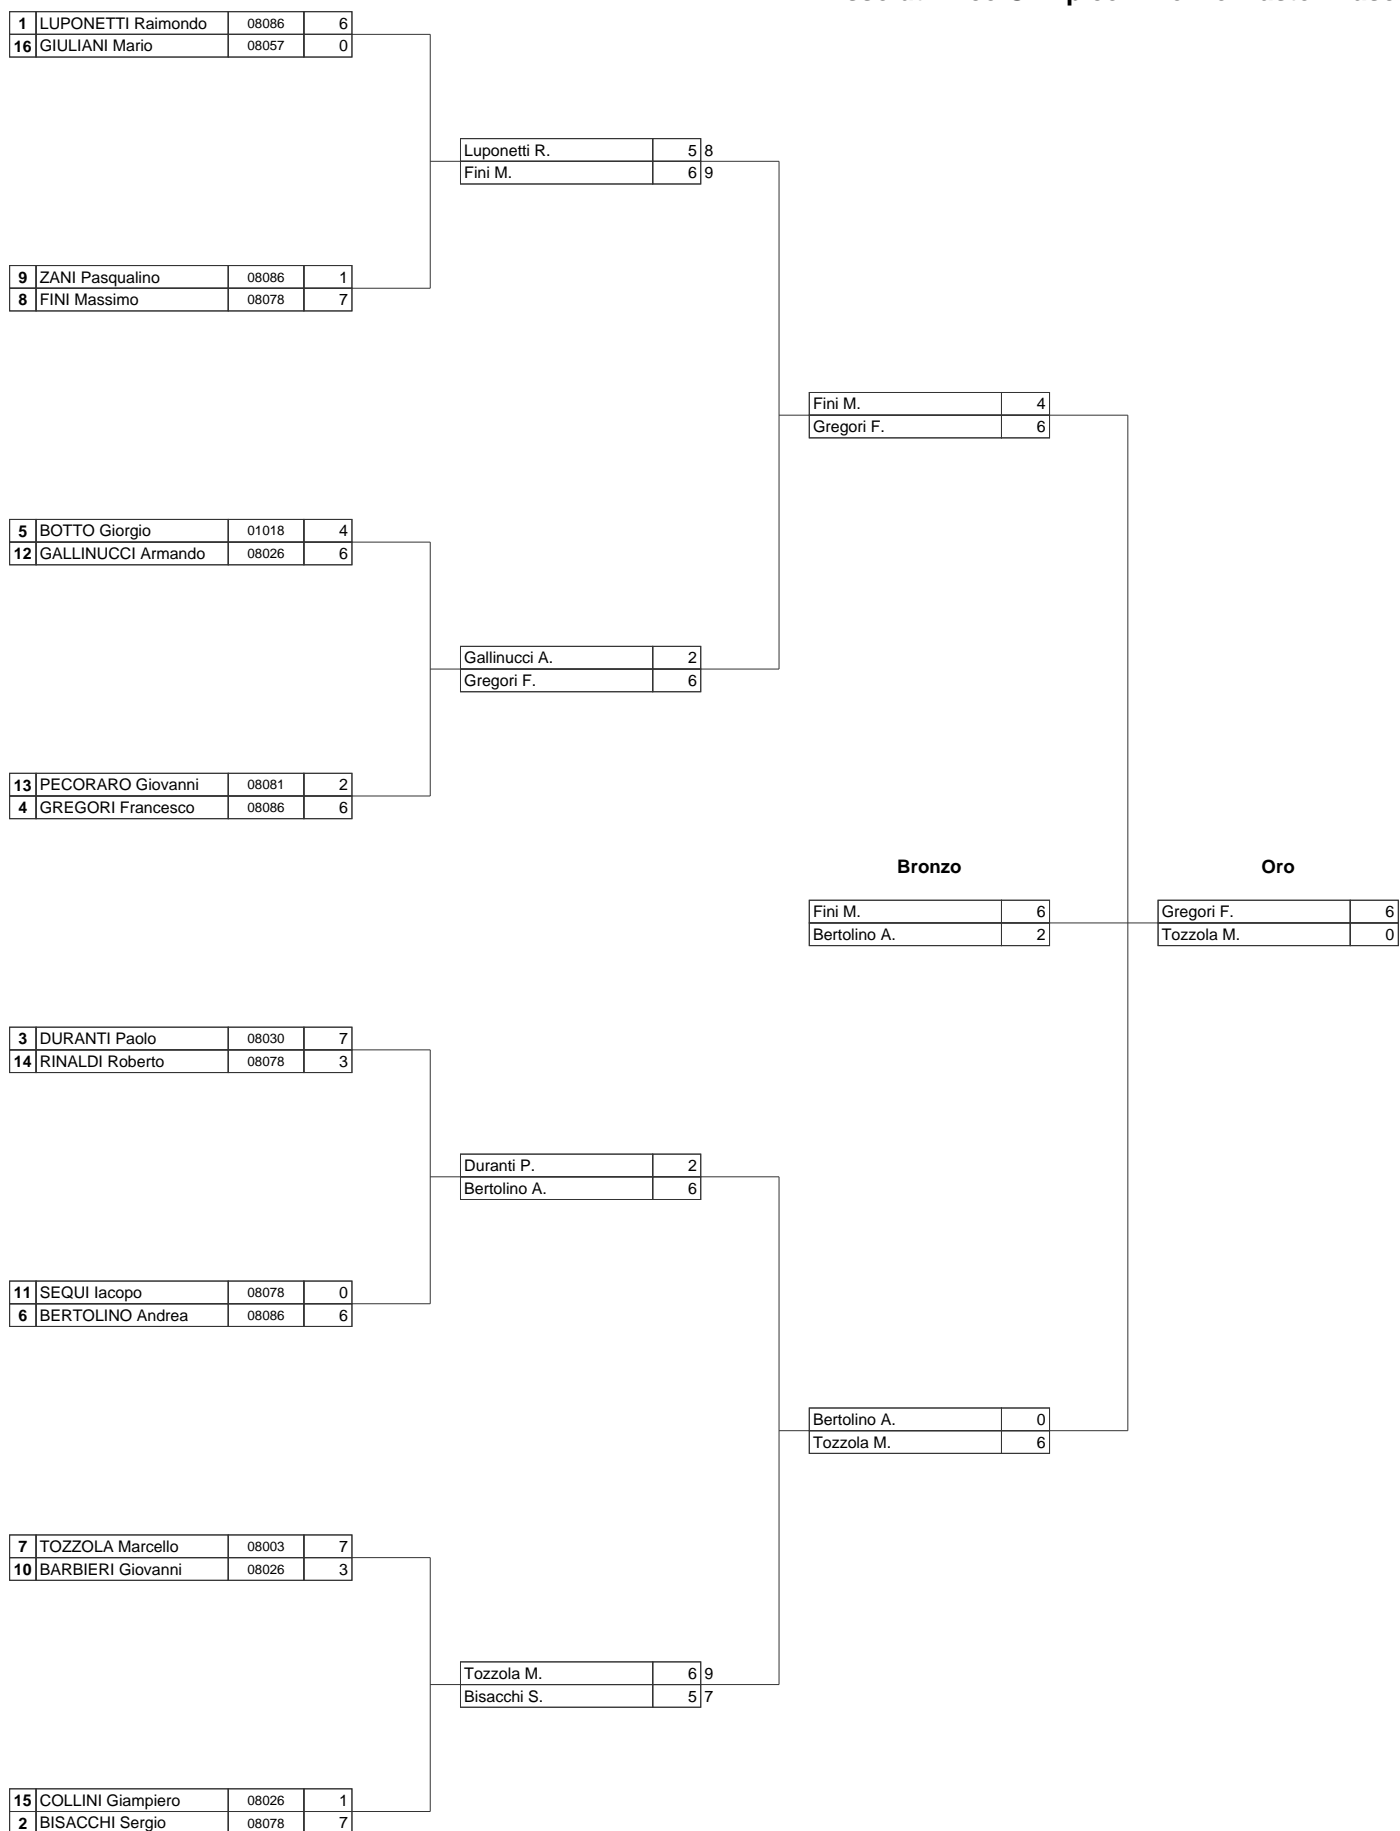 1 LUPONETTI Raimondo 08086 6
16 GIULIANI Mario 08057 0
Luponetti R. 5 8
Fini M. 6 9
9 ZANI Pasqualino 08086 1
8 FINI Massimo 08078 7
Fini M. 4
Gregori F. 6
5 BOTTO Giorgio 01018 4
12 GALLINUCCI Armando 08026 6
Gallinucci A. 2
Gregori F. 6
13 PECORARO Giovanni 08081 2
4 GREGORI Francesco 08086 6
Bronzo Oro
Fini M. 6 Gregori F. 6
Bertolino A. 2 Tozzola M. 0
3 DURANTI Paolo 08030 7
14 RINALDI Roberto 08078 3
Duranti P. 2
Bertolino A. 6
11 SEQUI Iacopo 08078 0
6 BERTOLINO Andrea 08086 6
Bertolino A. 0
Tozzola M. 6
7 TOZZOLA Marcello 08003 7
10 BARBIERI Giovanni 08026 3
Tozzola M. 6 9
Bisacchi S. 5 7
15 COLLINI Giampiero 08026 1
2 BISACCHI Sergio 08078 7